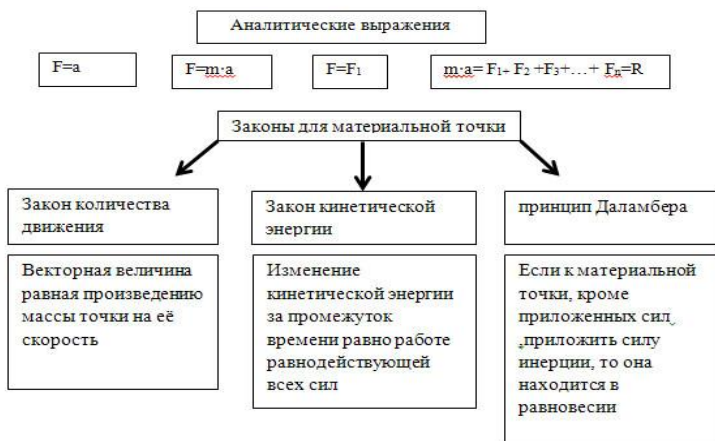 Аналитические выражения
F=a
F=m·a
F=F₁
m·a= F₁₊ F₂ +F₃+…+ Fₙ=R
Законы для материальной точки
Закон количества
движения
Закон кинетической
энергии
принцип Даламбера
Векторная величина
равная произведению
массы точки на её
скорость
Изменение
кинетической энергии
за промежуток
времени равно работе
равнодействующей
всех сил
Если к материальной
точки, кроме
приложенных сил,
,приложить силу
инерции, то она
находится в
равновесии